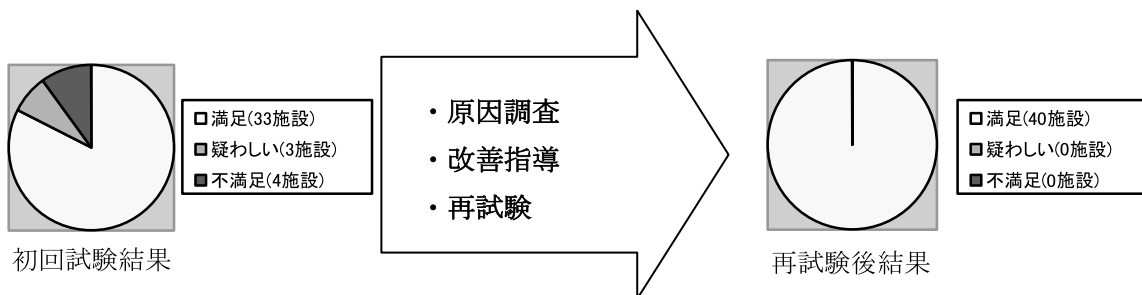 満足(33施設)
疑わしい(3施設)
不満足(4施設)
初回試験結果
・原因調査
・改善指導
・再試験
満足(40施設)
疑わしい(0施設)
不満足(0施設)
再試験後結果